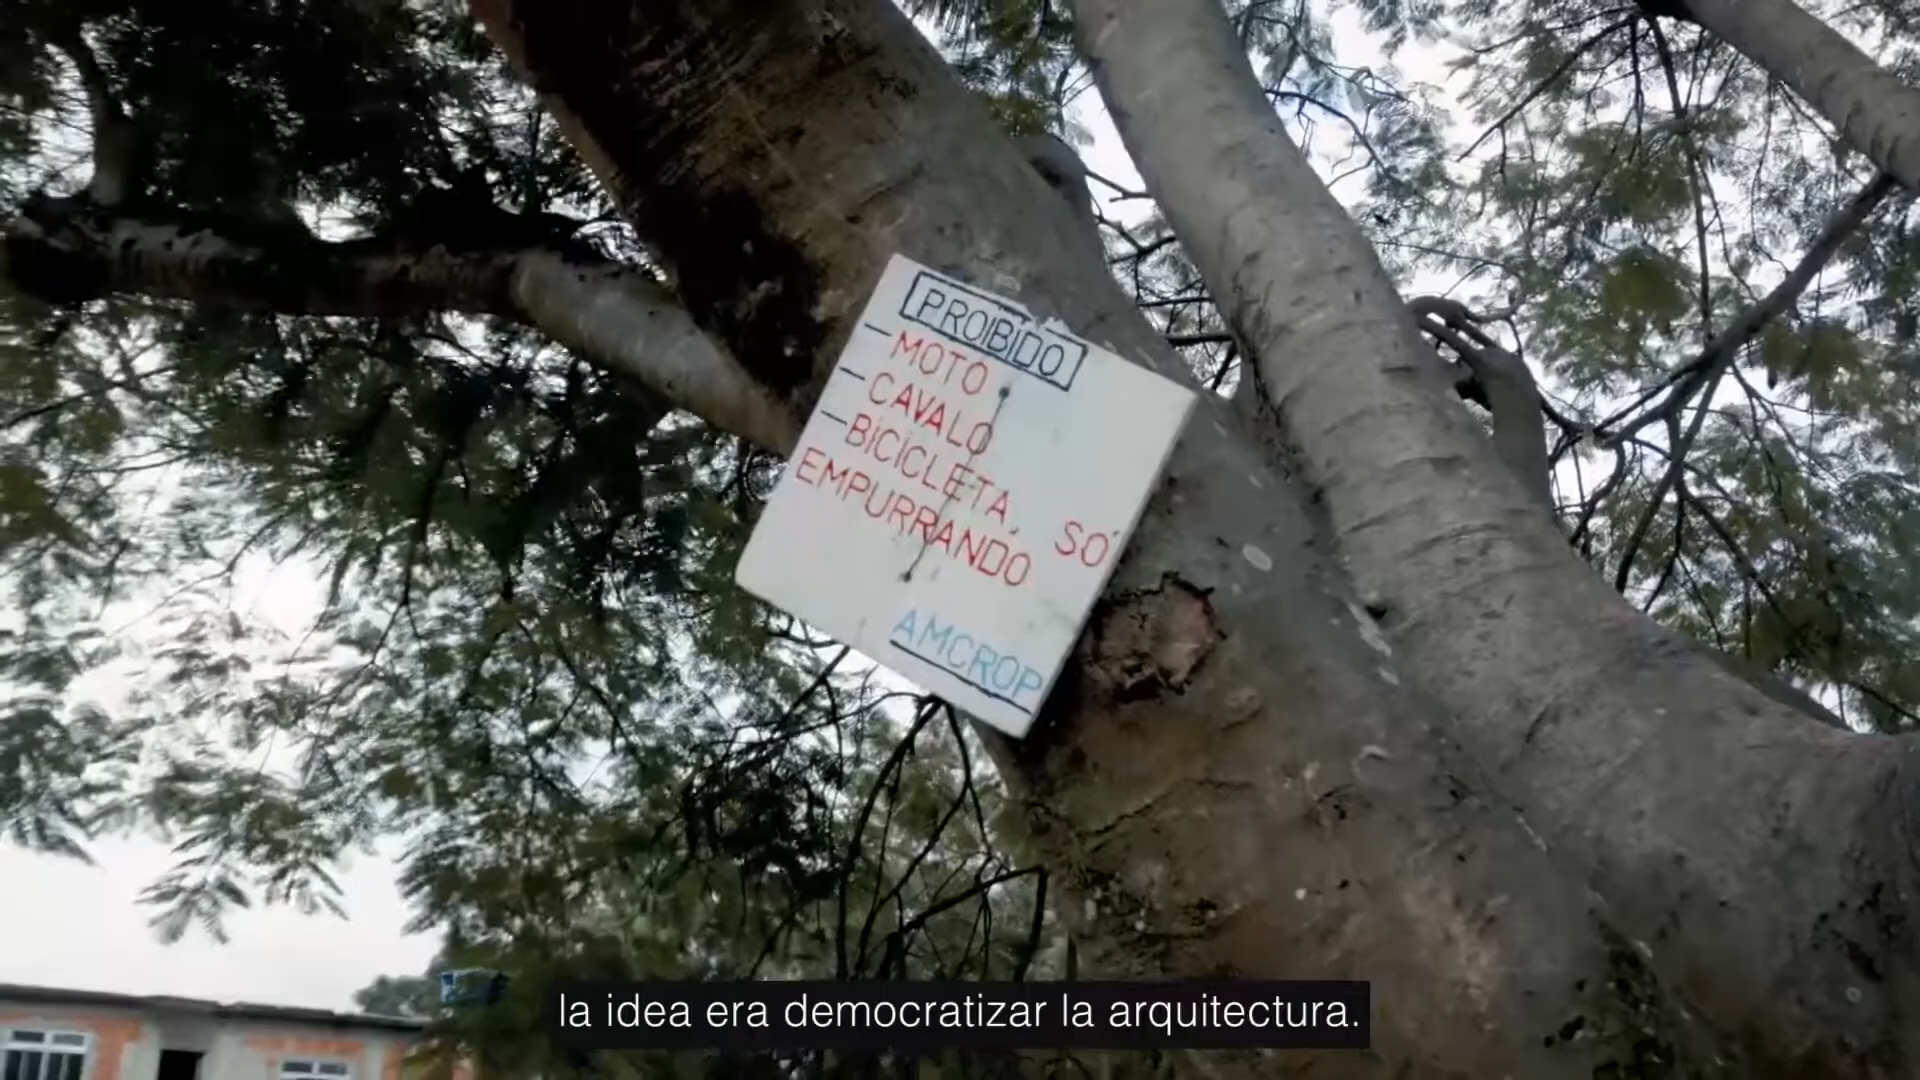 PROIBIDO
- MOTO
- CAVALO
- BICICLETA, SÓ
EMPURRANDO
AMCROP
la idea era democratizar la arquitectura.